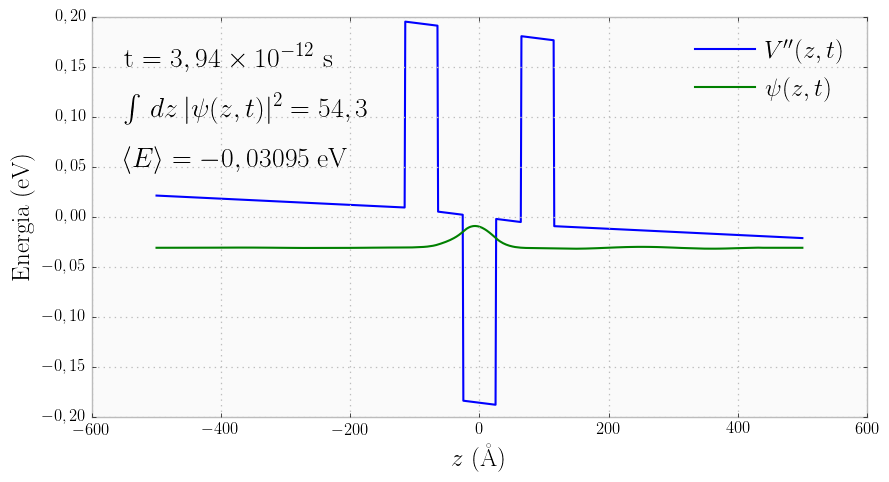 0,20
0,15
0,10
0,05
0,00
−0,05
−0,10
−0,15
−0,20
Energia (eV)
t = 3,94 × 10⁻¹² s
∫ dz |ψ(z,t)|² = 54,3
⟨E⟩ = −0,03095 eV
V′′(z,t)
ψ(z,t)
−600 −400 −200 0 200 400 600
z (Å)